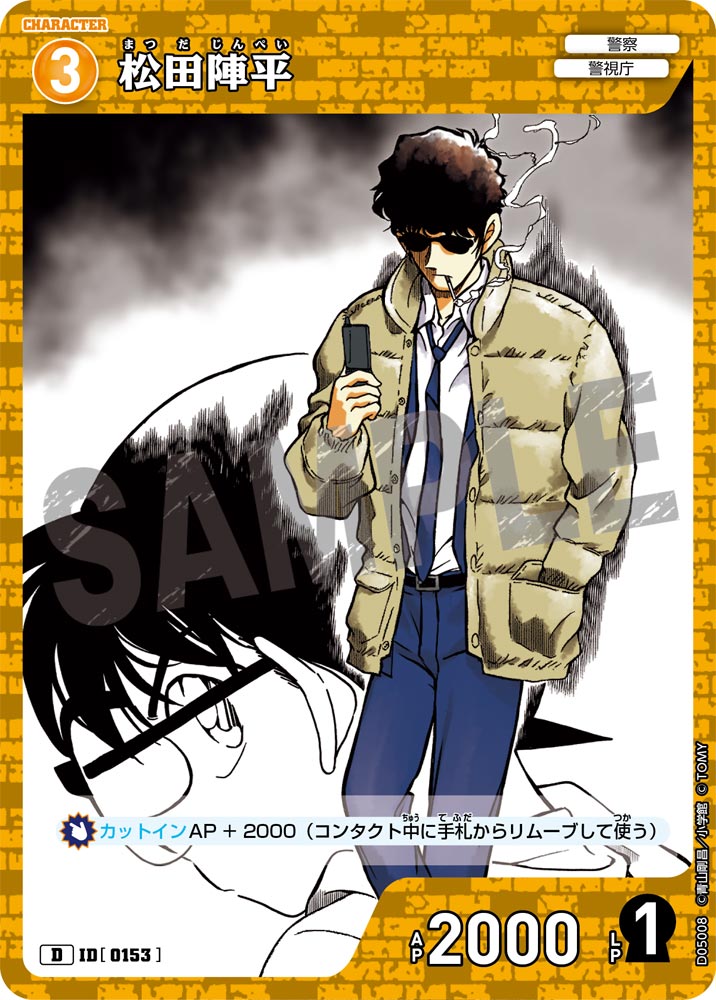 CHARACTER
3
まつだじんぺい
松田陣平
警察
警視庁
SAMPLE
カットイン AP + 2000（コンタクト中に手札からリムーブして使う）
ちゅう てふだ つか
AP 2000 LP 1
D ID[ 0153 ]
D05008 ©青山剛昌／小学館 © TOMY